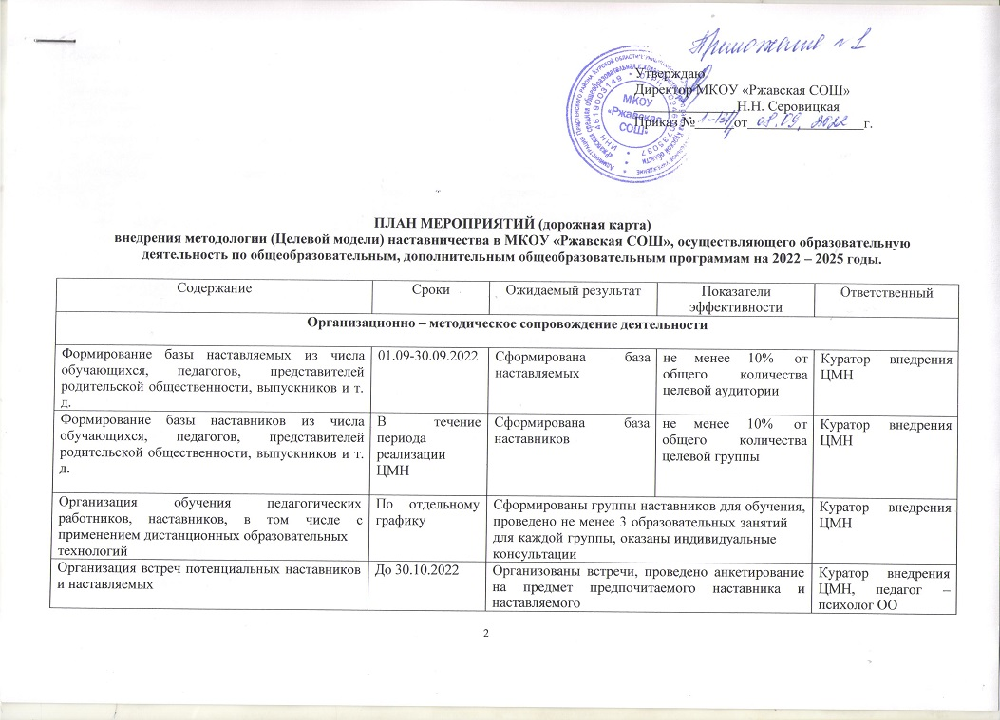 Приложение №1
Утверждаю
Директор МКОУ «Ржавская СОШ»
Н.Н. Серовицкая
Приказ № 1-131 от 08.09.2022 г.
МКОУ
«Ржавская
СОШ»
ПЛАН МЕРОПРИЯТИЙ (дорожная карта)
внедрения методологии (Целевой модели) наставничества в МКОУ «Ржавская СОШ», осуществляющего образовательную
деятельность по общеобразовательным, дополнительным общеобразовательным программам на 2022 – 2025 годы.
Содержание
Сроки
Ожидаемый результат
Показатели
эффективности
Ответственный
Организационно – методическое сопровождение деятельности
Формирование базы наставляемых из числа
обучающихся, педагогов, представителей
родительской общественности, выпускников и т.
д.
01.09-30.09.2022
Сформирована база
наставляемых
не менее 10% от
общего количества
целевой аудитории
Куратор внедрения
ЦМН
Формирование базы наставников из числа
обучающихся, педагогов, представителей
родительской общественности, выпускников и т.
д.
В течение
периода
реализации
ЦМН
Сформирована база
наставников
не менее 10% от
общего количества
целевой группы
Куратор внедрения
ЦМН
Организация обучения педагогических
работников, наставников, в том числе с
применением дистанционных образовательных
технологий
По отдельному
графику
Сформированы группы наставников для обучения,
проведено не менее 3 образовательных занятий
для каждой группы, оказаны индивидуальные
консультации
Куратор внедрения
ЦМН
Организация встреч потенциальных наставников
и наставляемых
До 30.10.2022
Организованы встречи, проведено анкетирование
на предмет предпочитаемого наставника и
наставляемого
Куратор внедрения
ЦМН, педагог –
психолог ОО
2